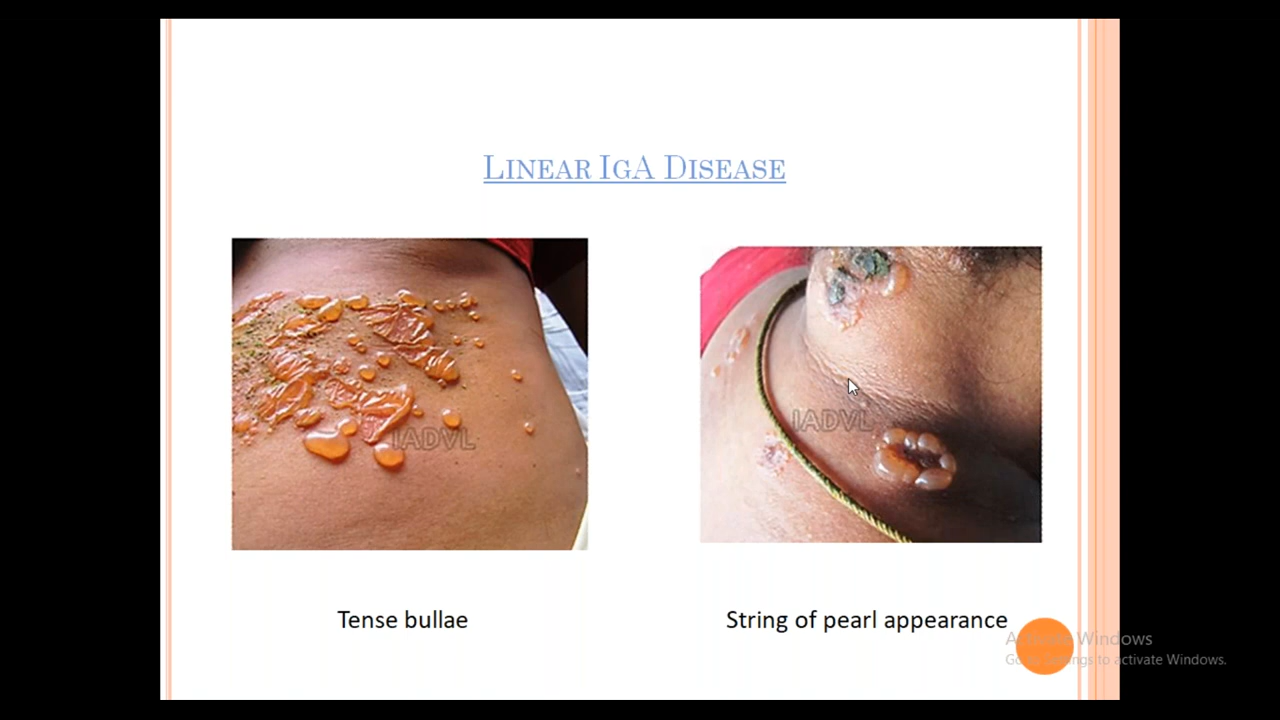 LINEAR IGA DISEASE
IADVL
IADVL
Tense bullae
String of pearl appearance
Activate Windows
Go to Settings to activate Windows.